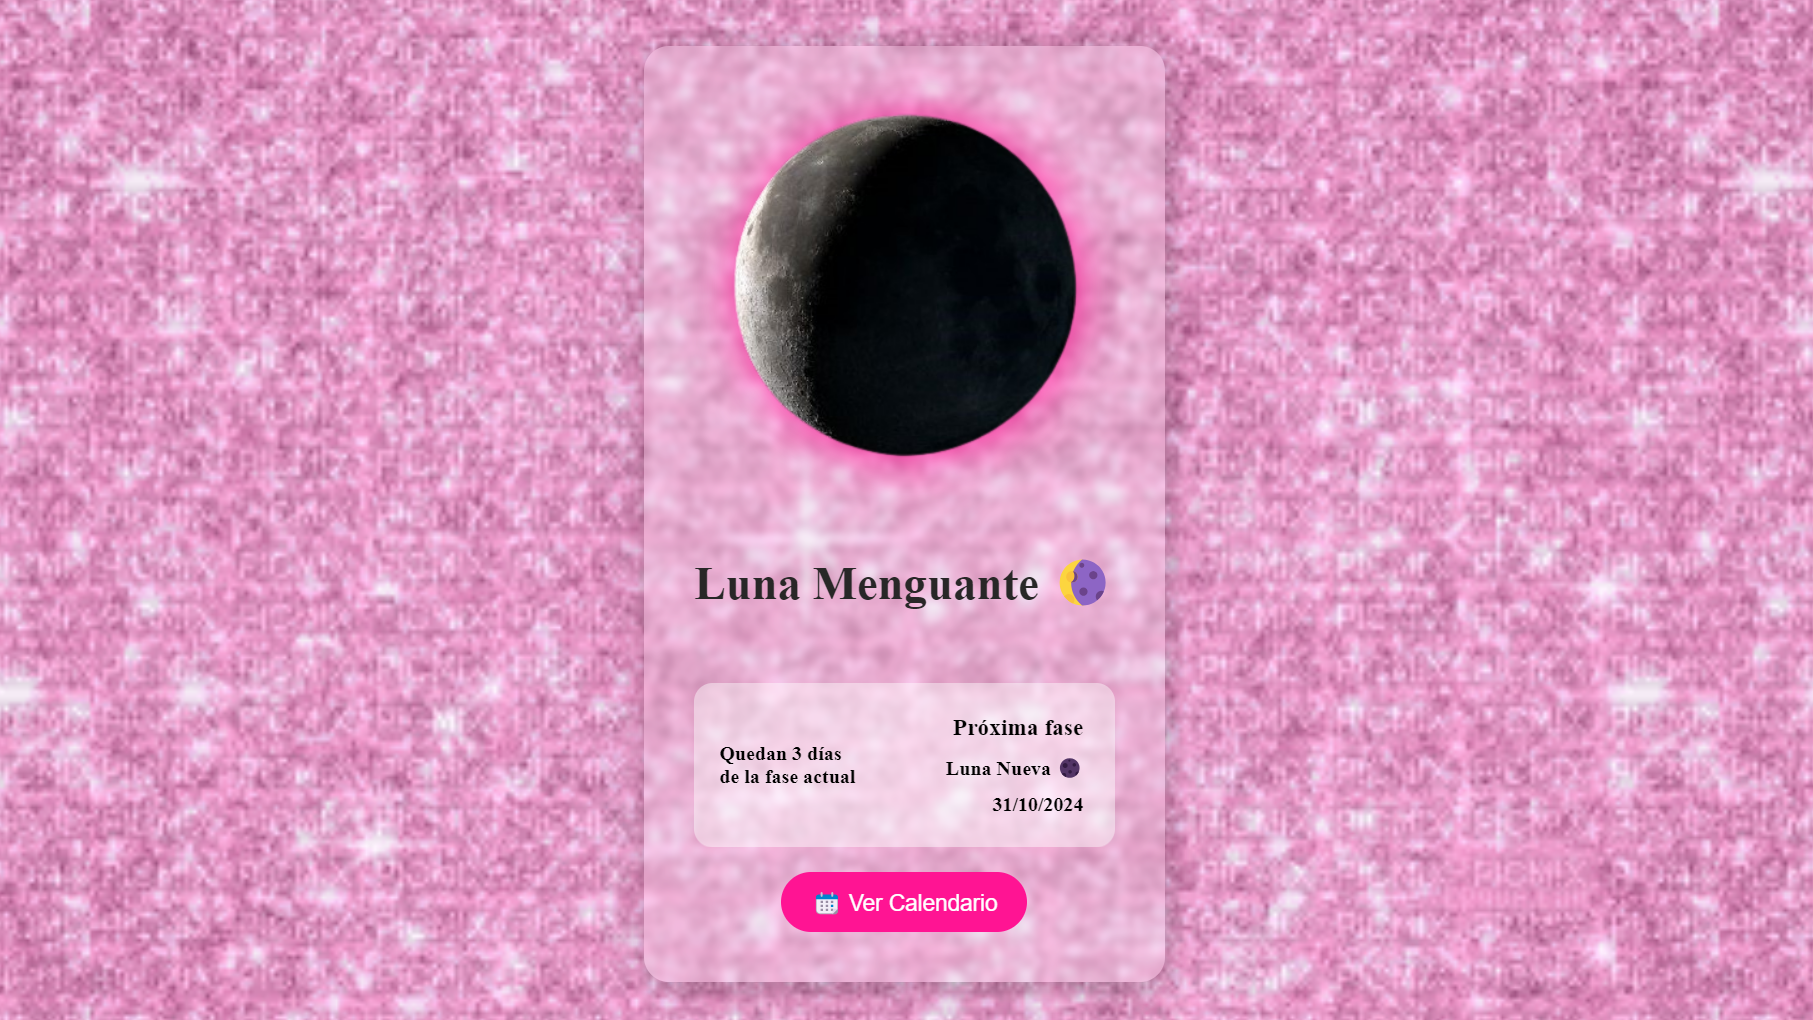 Luna Menguante
Quedan 3 días
de la fase actual
Próxima fase
Luna Nueva
31/10/2024
Ver Calendario